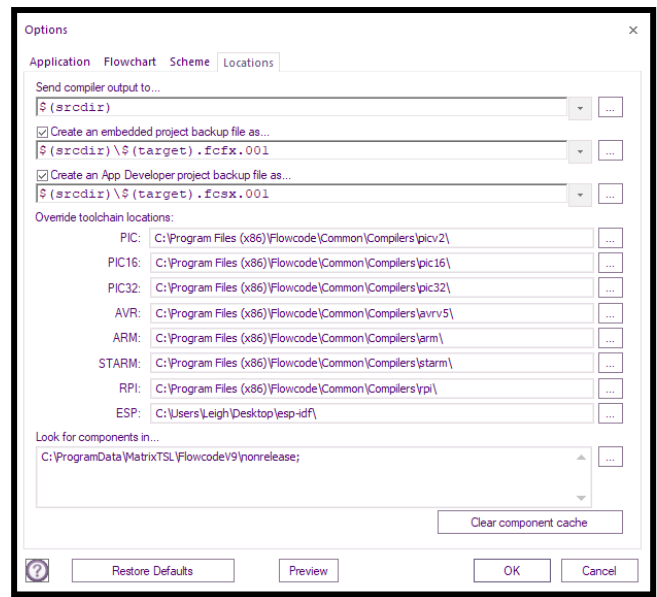 Options
Application Flowchart Scheme Locations
Send compiler output to...
$(srcdir)
...
Create an embedded project backup file as...
$(srcdir)\$(target).fcfx.001
...
Create an App Developer project backup file as...
$(srcdir)\$(target).fcsx.001
...
Override toolchain locations:
PIC: C:\Program Files (x86)\Flowcode\Common\Compilers\picv2\ ...
PIC16: C:\Program Files (x86)\Flowcode\Common\Compilers\pic16\ ...
PIC32: C:\Program Files (x86)\Flowcode\Common\Compilers\pic32\ ...
AVR: C:\Program Files (x86)\Flowcode\Common\Compilers\avrv5\ ...
ARM: C:\Program Files (x86)\Flowcode\Common\Compilers\arm\ ...
STARM: C:\Program Files (x86)\Flowcode\Common\Compilers\starm\ ...
RPI: C:\Program Files (x86)\Flowcode\Common\Compilers\rpi\ ...
ESP: C:\Users\Leigh\Desktop\esp-idf\ ...
Look for components in...
C:\ProgramData\MatrixTSL\FlowcodeV9\nonrelease; ...
Clear component cache
? Restore Defaults Preview OK Cancel